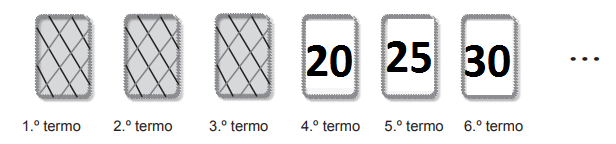 20 25 30 ...
1.º termo 2.º termo 3.º termo 4.º termo 5.º termo 6.º termo